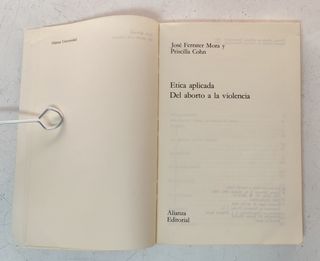 Alianza Universidad
José Ferrater Mora y
Priscilla Cohn
Etica aplicada
Del aborto a la violencia
Alianza
Editorial